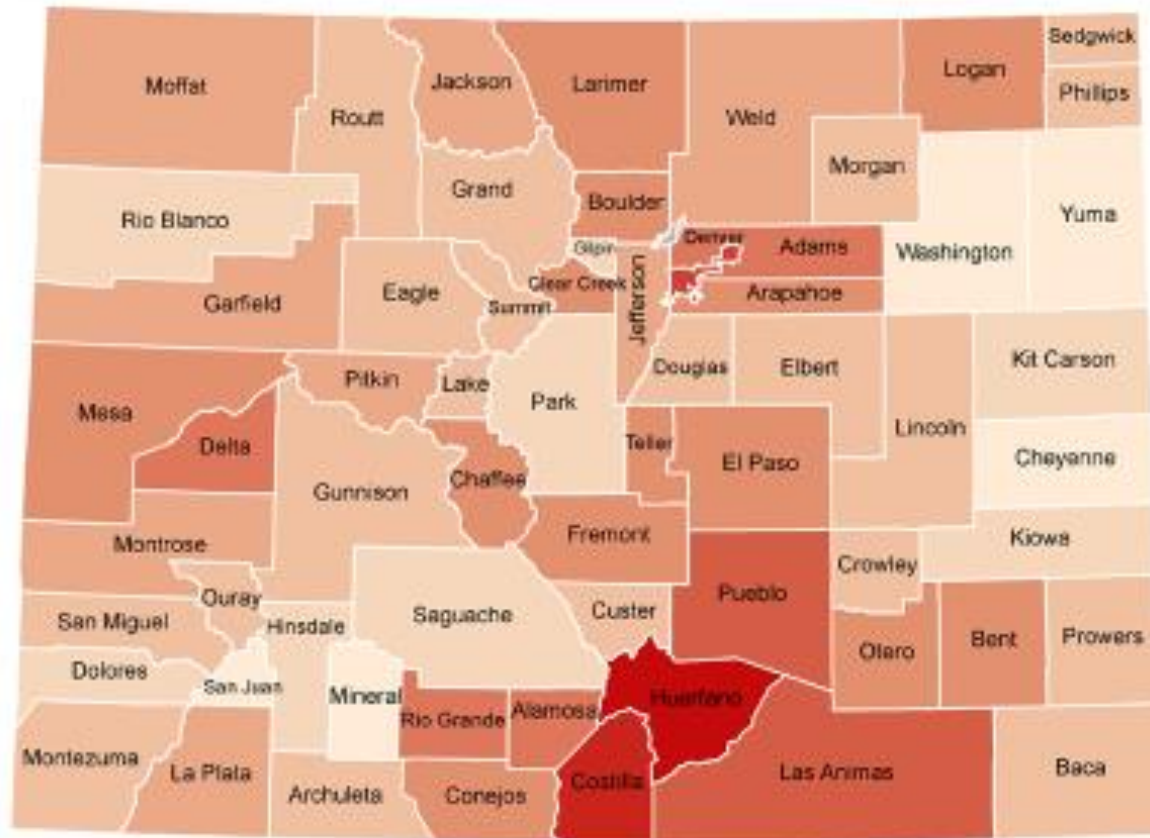 Sedgwick
Moffat
Jackson
Larimer
Logan
Phillips
Routt
Weld
Morgan
Grand
Boulder
Rio Blanco
Yuma
Denver
Adams
Washington
Gilpin
Clear Creek
Jefferson
Arapahoe
Eagle
Garfield
Summit
Kit Carson
Douglas
Elbert
Pitkin
Lake
Park
Mesa
Lincoln
Delta
Teller
El Paso
Cheyenne
Chaffee
Gunnison
Fremont
Montrose
Kiowa
Crowley
Pueblo
Ouray
Custer
San Miguel
Hinsdale
Saguache
Bent
Prowers
Otero
Dolores
San Juan
Mineral
Huerfano
Rio Grande
Alamosa
Montezuma
La Plata
Archuleta
Conejos
Costilla
Las Animas
Baca